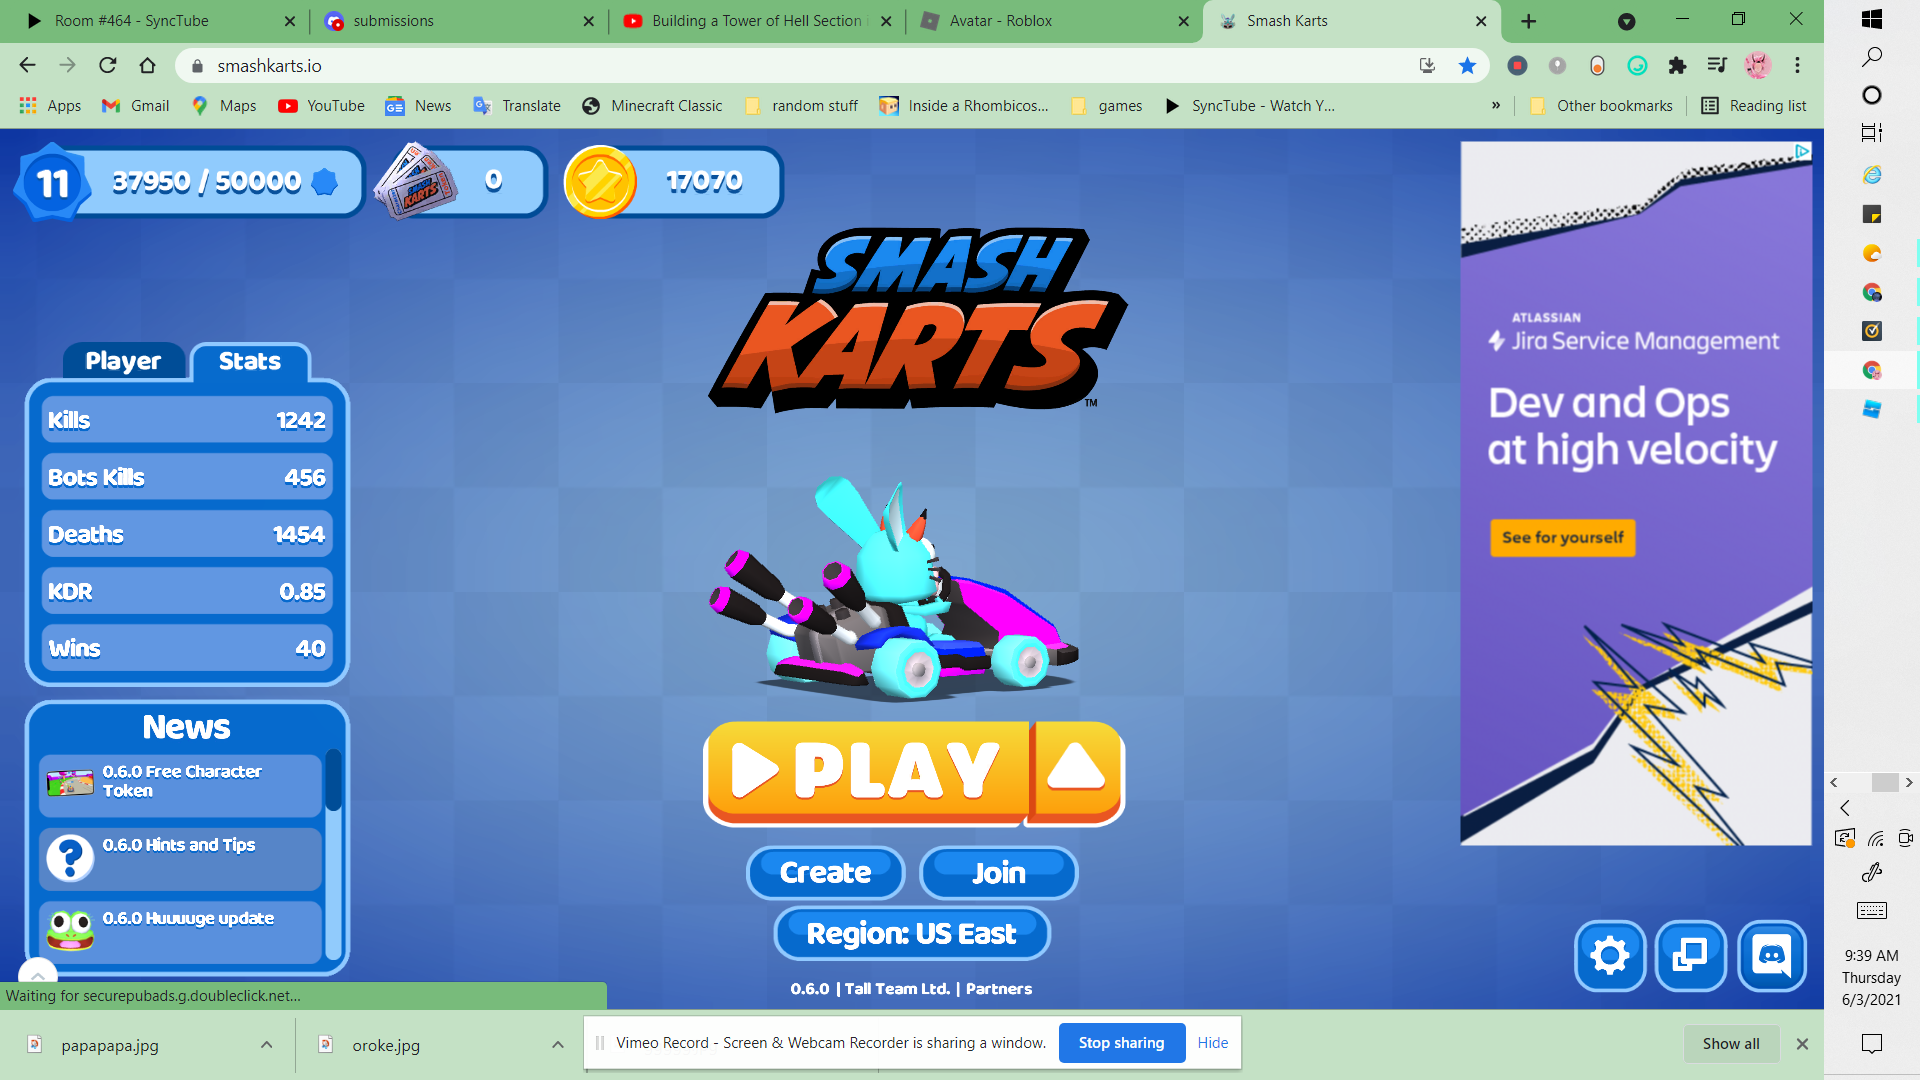 Room #464 - SyncTube
submissions
Building a Tower of Hell Section i
Avatar - Roblox
Smash Karts
smashkarts.io
Apps
Gmail
Maps
YouTube
News
Translate
Minecraft Classic
random stuff
Inside a Rhombicos...
games
SyncTube - Watch Y...
»
Other bookmarks
Reading list
11
37950 / 50000
0
17070
SMASH
KARTS
SMASH
KARTS™
Player
Stats
Kills 1242
Bots Kills 456
Deaths 1454
KDR 0.85
Wins 40
News
0.6.0 Free Character
Token
0.6.0 Hints and Tips
0.6.0 Huuuuge update
PLAY
Create
Join
Region: US East
0.6.0 | Tall Team Ltd. | Partners
ATLASSIAN
Jira Service Management
Dev and Ops
at high velocity
See for yourself
Waiting for securepubads.g.doubleclick.net...
papapapa.jpg
oroke.jpg
Vimeo Record - Screen & Webcam Recorder is sharing a window.
Stop sharing
Hide
Show all
9:39 AM
Thursday
6/3/2021